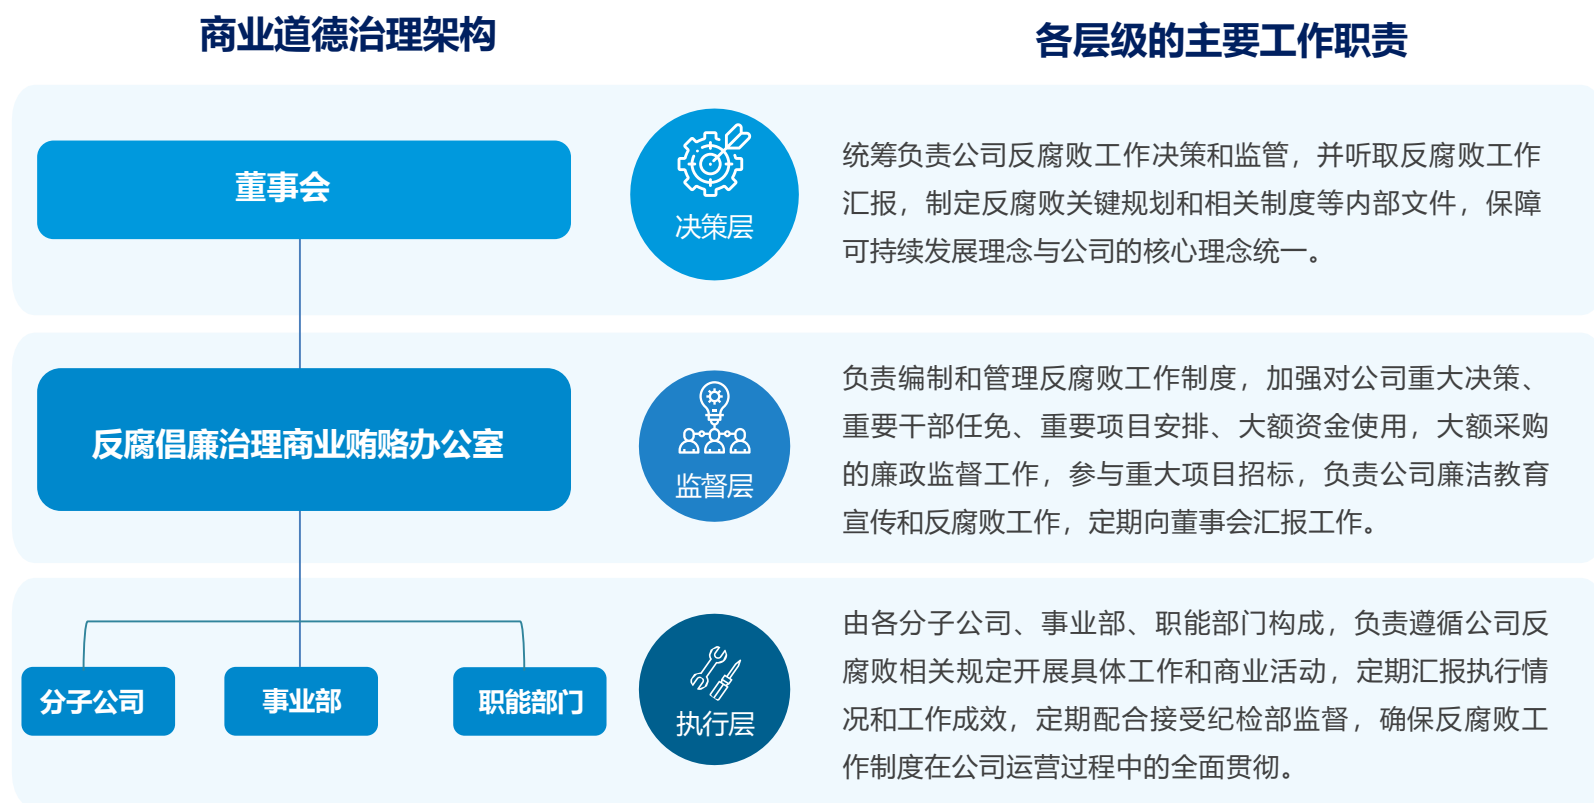 商业道德治理架构
各层级的主要工作职责
董事会
决策层
统筹负责公司反腐败工作决策和监管，并听取反腐败工作
汇报，制定反腐败关键规划和相关制度等内部文件，保障
可持续发展理念与公司的核心理念统一。
反腐倡廉治理商业贿赂办公室
监督层
负责编制和管理反腐败工作制度，加强对公司重大决策、
重要干部任免、重要项目安排、大额资金使用，大额采购
的廉政监督工作，参与重大项目招标，负责公司廉洁教育
宣传和反腐败工作，定期向董事会汇报工作。
分子公司
事业部
职能部门
执行层
由各分子公司、事业部、职能部门构成，负责遵循公司反
腐败相关规定开展具体工作和商业活动，定期汇报执行情
况和工作成效，定期配合接受纪检部监督，确保反腐败工
作制度在公司运营过程中的全面贯彻。